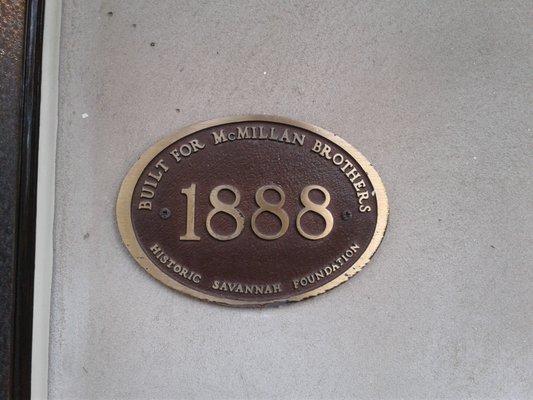 BUILT FOR McMILLAN BROTHERS
1888
HISTORIC SAVANNAH FOUNDATION